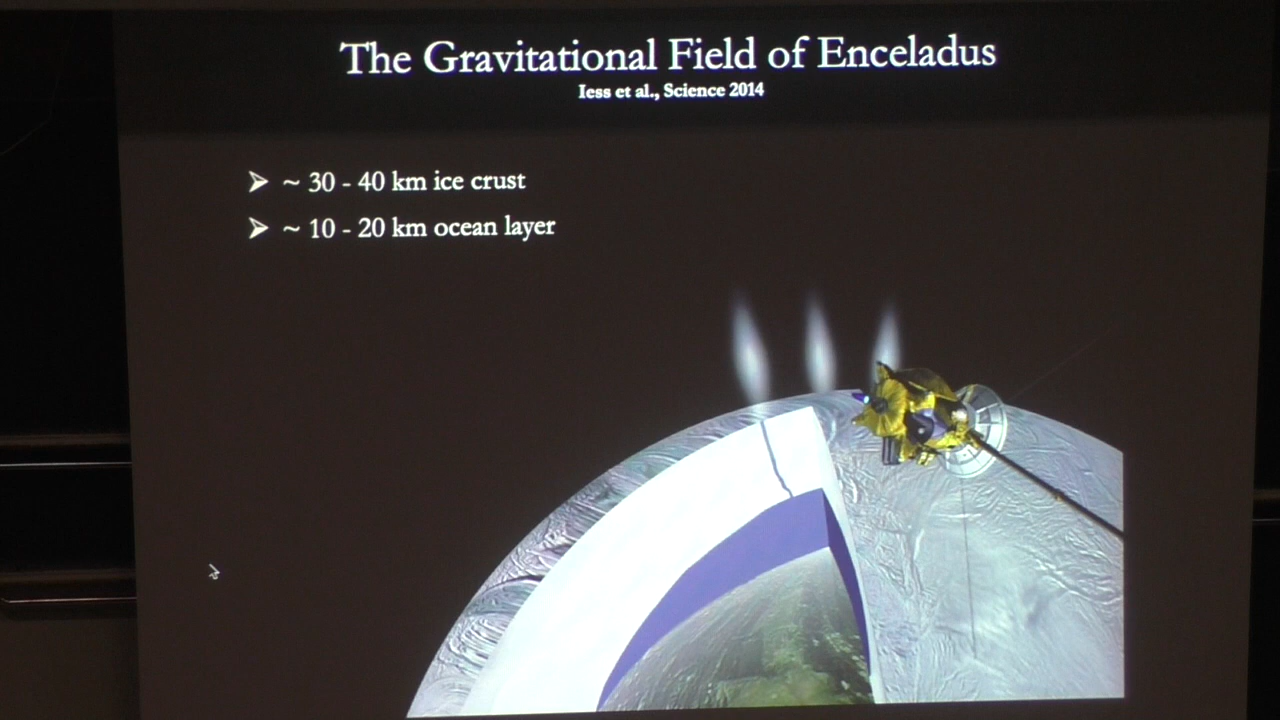 The Gravitational Field of Enceladus
Iess et al., Science 2014
➢ ~ 30 - 40 km ice crust
➢ ~ 10 - 20 km ocean layer